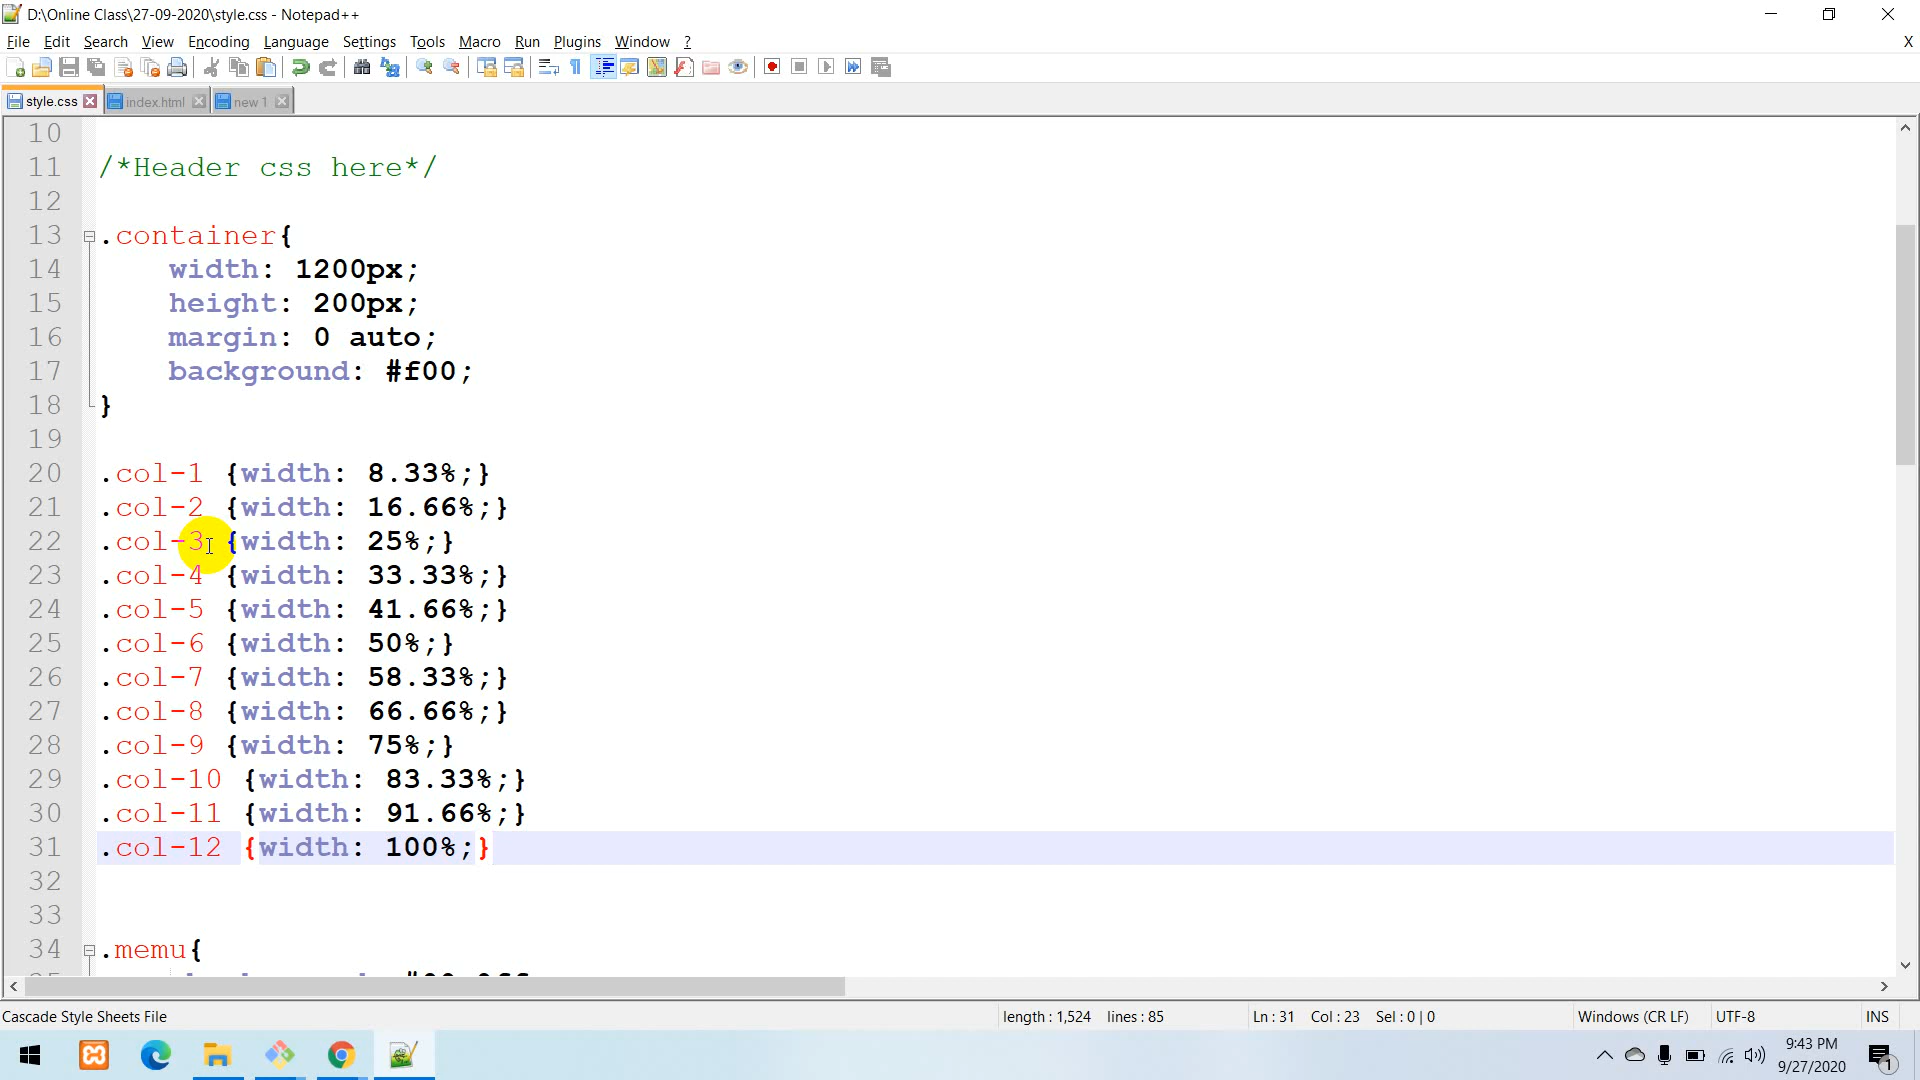 D:\Online Class\27-09-2020\style.css - Notepad++
File Edit Search View Encoding Language Settings Tools Macro Run Plugins Window ? X
style.css index.html new 1
10
11 /*Header css here*/
12
13 .container{
14 width: 1200px;
15 height: 200px;
16 margin: 0 auto;
17 background: #f00;
18 }
19
20 .col-1 {width: 8.33%;}
21 .col-2 {width: 16.66%;}
22 .col-3 {width: 25%;}
23 .col-4 {width: 33.33%;}
24 .col-5 {width: 41.66%;}
25 .col-6 {width: 50%;}
26 .col-7 {width: 58.33%;}
27 .col-8 {width: 66.66%;}
28 .col-9 {width: 75%;}
29 .col-10 {width: 83.33%;}
30 .col-11 {width: 91.66%;}
31 .col-12 {width: 100%;}
32
33
34 .memu{
Cascade Style Sheets File length : 1,524 lines : 85 Ln : 31 Col : 23 Sel : 0 | 0 Windows (CR LF) UTF-8 INS
9:43 PM
9/27/2020
1